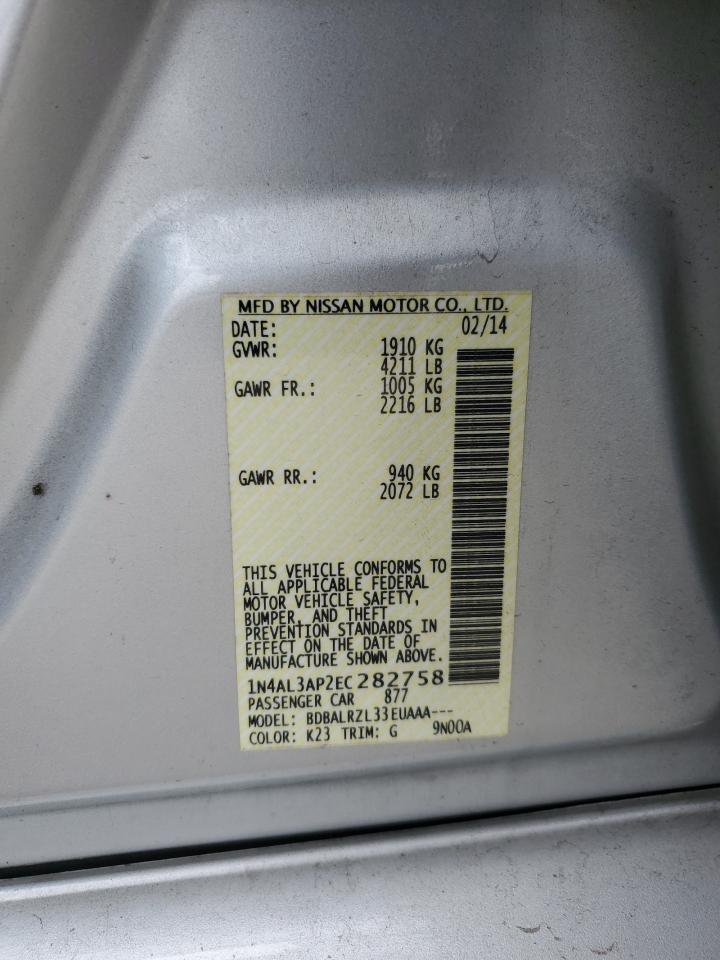 MFD BY NISSAN MOTOR CO., LTD.
DATE: 02/14
GVWR: 1910 KG
4211 LB
GAWR FR.: 1005 KG
2216 LB
GAWR RR.: 940 KG
2072 LB
THIS VEHICLE CONFORMS TO
ALL APPLICABLE FEDERAL
MOTOR VEHICLE SAFETY,
BUMPER, AND THEFT
PREVENTION STANDARDS IN
EFFECT ON THE DATE OF
MANUFACTURE SHOWN ABOVE.
1N4AL3AP2EC282758
PASSENGER CAR 877
MODEL: BDBALRZL33EUAAA---
COLOR: K23 TRIM: G 9N00A